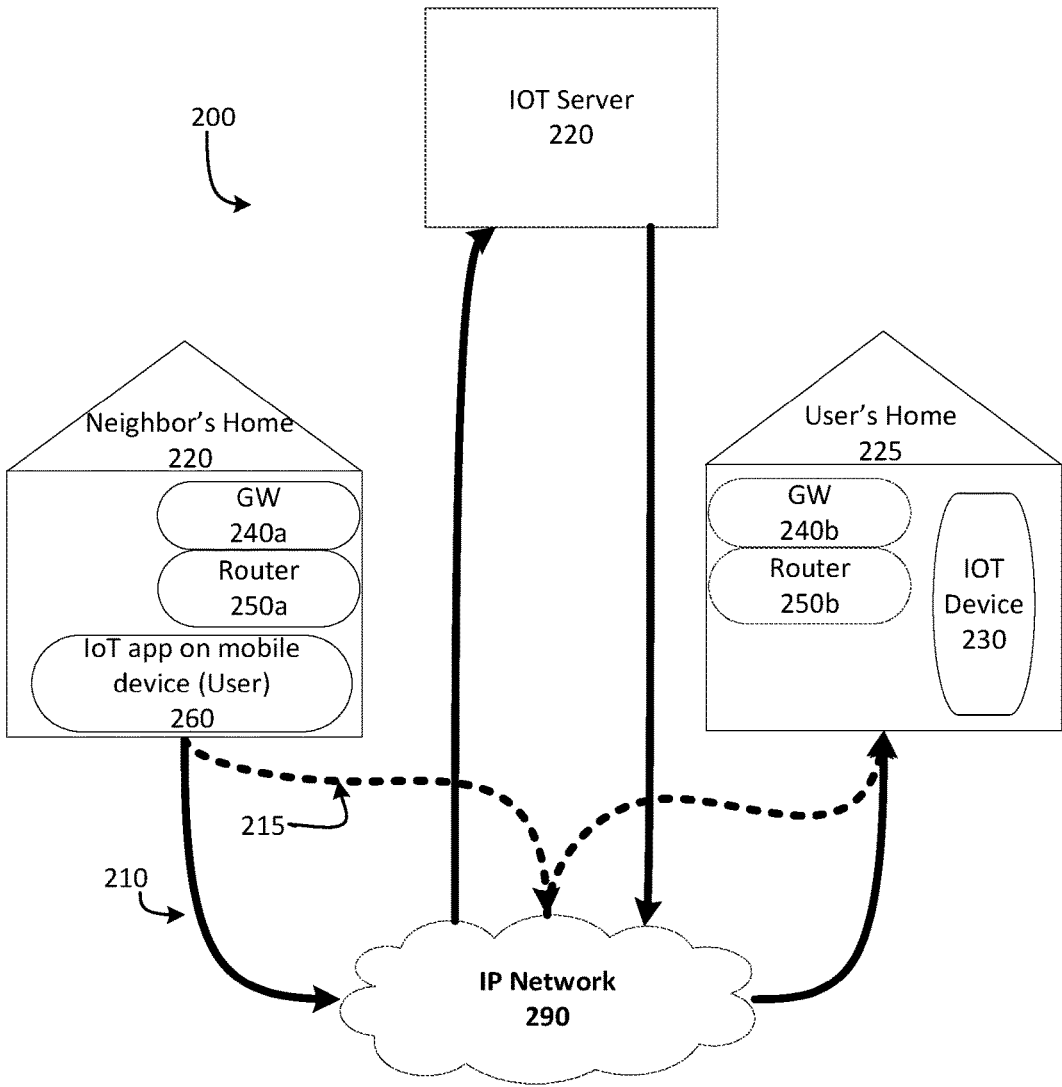 IOT Server
220
200
Neighbor's Home
220
GW
240a
Router
250a
IoT app on mobile
device (User)
260
User's Home
225
GW
240b
Router
250b
IOT
Device
230
215
210
IP Network
290